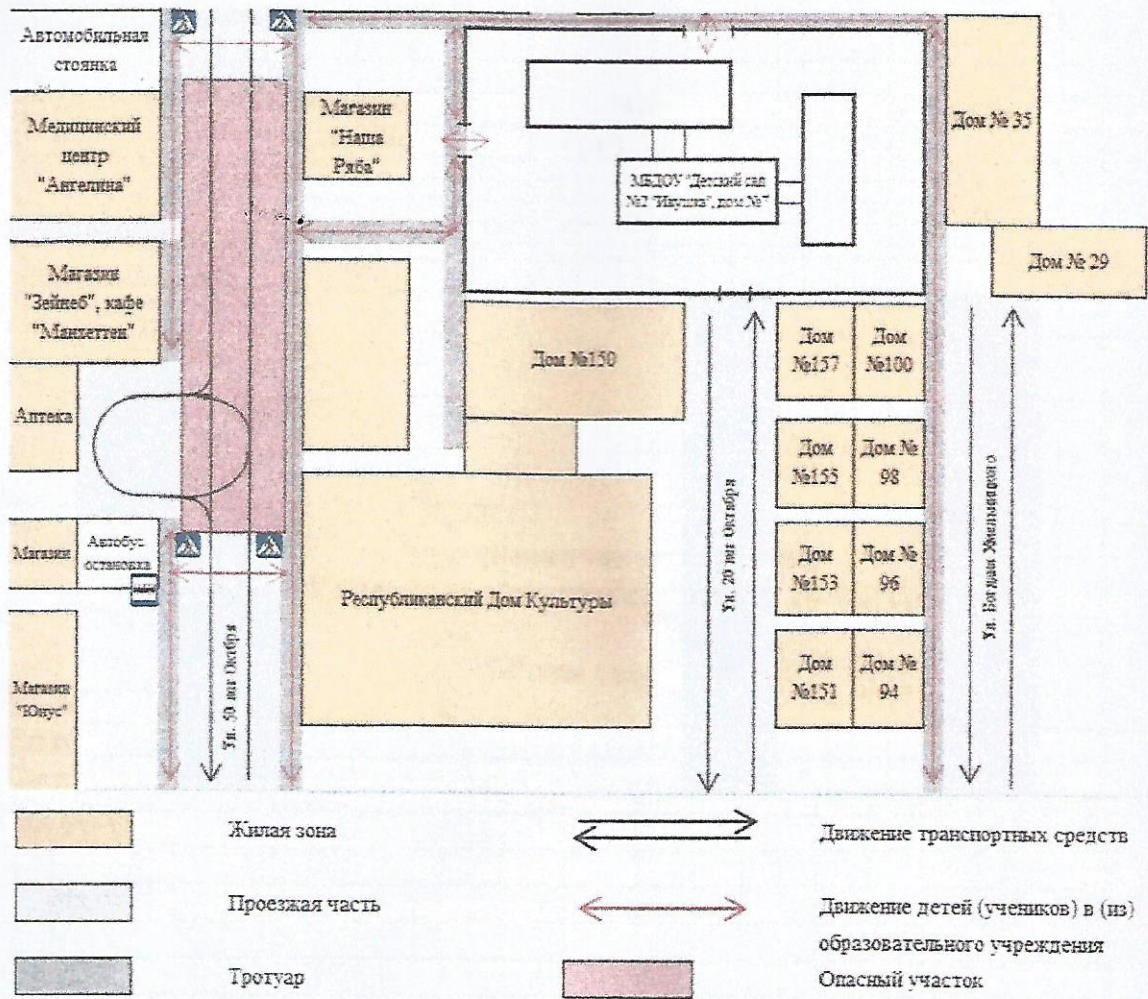 Автомобильная
стоянка
Медицинский
центр
"Ангелина"
Магазин
"Зейнеб", кафе
"Манхеттен"
Аптека
Магазин
Автобус.
остановка
Магазин
"Юнус"
Ул. 50 лет Октября
Магазин
"Наша
Ряба"
МБДОУ "Детский сад
№2 "Ивушка", дом №7
Дом № 35
Дом № 29
Дом №150
Республиканский Дом Культуры
Ул. 20 лет Октября
Дом
№157
Дом
№100
Дом
№155
Дом №
98
Дом
№153
Дом №
96
Дом
№151
Дом №
94
Ул. Богдана Хмельницкого
Жилая зона
Движение транспортных средств
Проезжая часть
Движение детей (учеников) в (из)
образовательного учреждения
Тротуар
Опасный участок